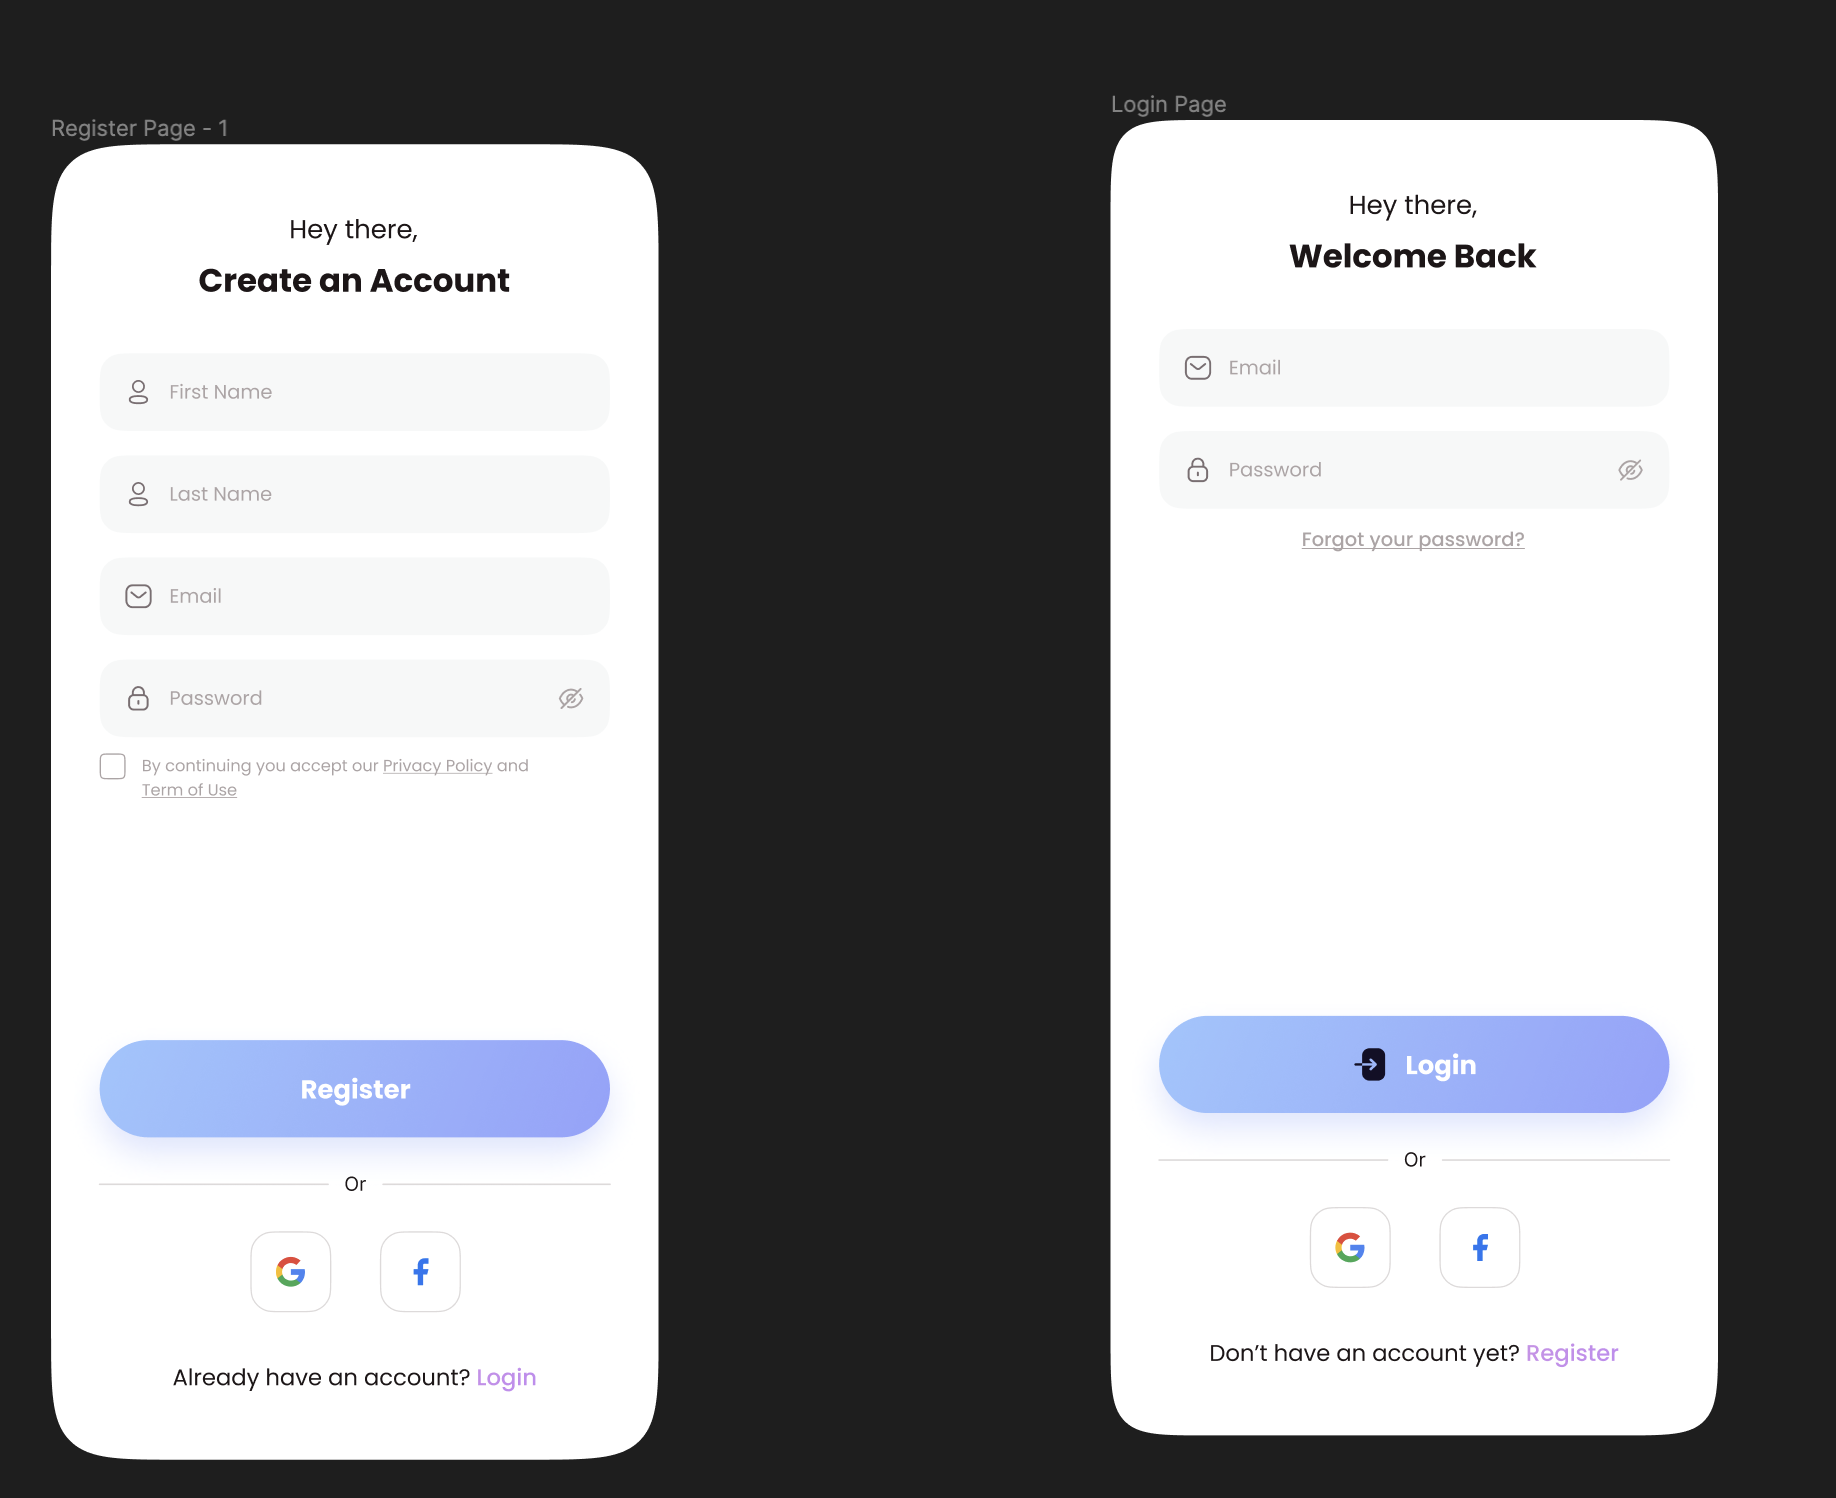 Register Page - 1
Hey there,
Create an Account
First Name
Last Name
Email
Password
By continuing you accept our Privacy Policy and
Term of Use
Register
Or
Already have an account? Login
Login Page
Hey there,
Welcome Back
Email
Password
Forgot your password?
Login
Or
Don’t have an account yet? Register